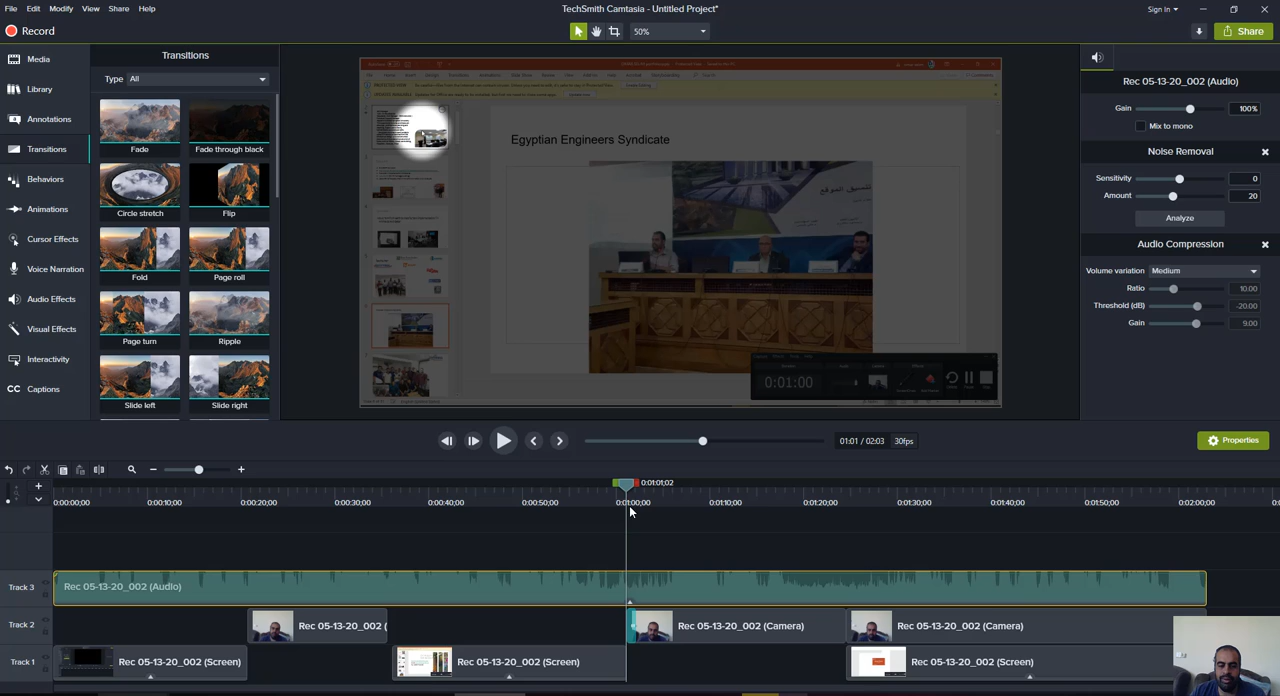 File Edit Modify View Share Help
TechSmith Camtasia - Untitled Project*
Sign In
Record
50%
Share
Media
Library
Annotations
Transitions
Behaviors
Animations
Cursor Effects
Voice Narration
Audio Effects
Visual Effects
Interactivity
CC Captions
Transitions
Type All
Fade Fade through black
Circle stretch Flip
Fold Page roll
Page turn Ripple
Slide left Slide right
Egyptian Engineers Syndicate
0:01:00
Rec 05-13-20_002 (Audio)
Gain 100%
Mix to mono
Noise Removal
Sensitivity 0
Amount 20
Analyze
Audio Compression
Volume variation Medium
Ratio 10.00
Threshold (dB) -20.00
Gain 9.00
01:01 / 02:03 30fps
Properties
0:01:01;02
0:00:00;00 0:00:10;00 0:00:20;00 0:00:30;00 0:00:40;00 0:00:50;00 0:01:00;00 0:01:10;00 0:01:20;00 0:01:30;00 0:01:40;00 0:01:50;00 0:02:00;00
Track 3 Rec 05-13-20_002 (Audio)
Track 2 Rec 05-13-20_002 ( Rec 05-13-20_002 (Camera) Rec 05-13-20_002 (Camera)
Track 1 Rec 05-13-20_002 (Screen) Rec 05-13-20_002 (Screen) Rec 05-13-20_002 (Screen)